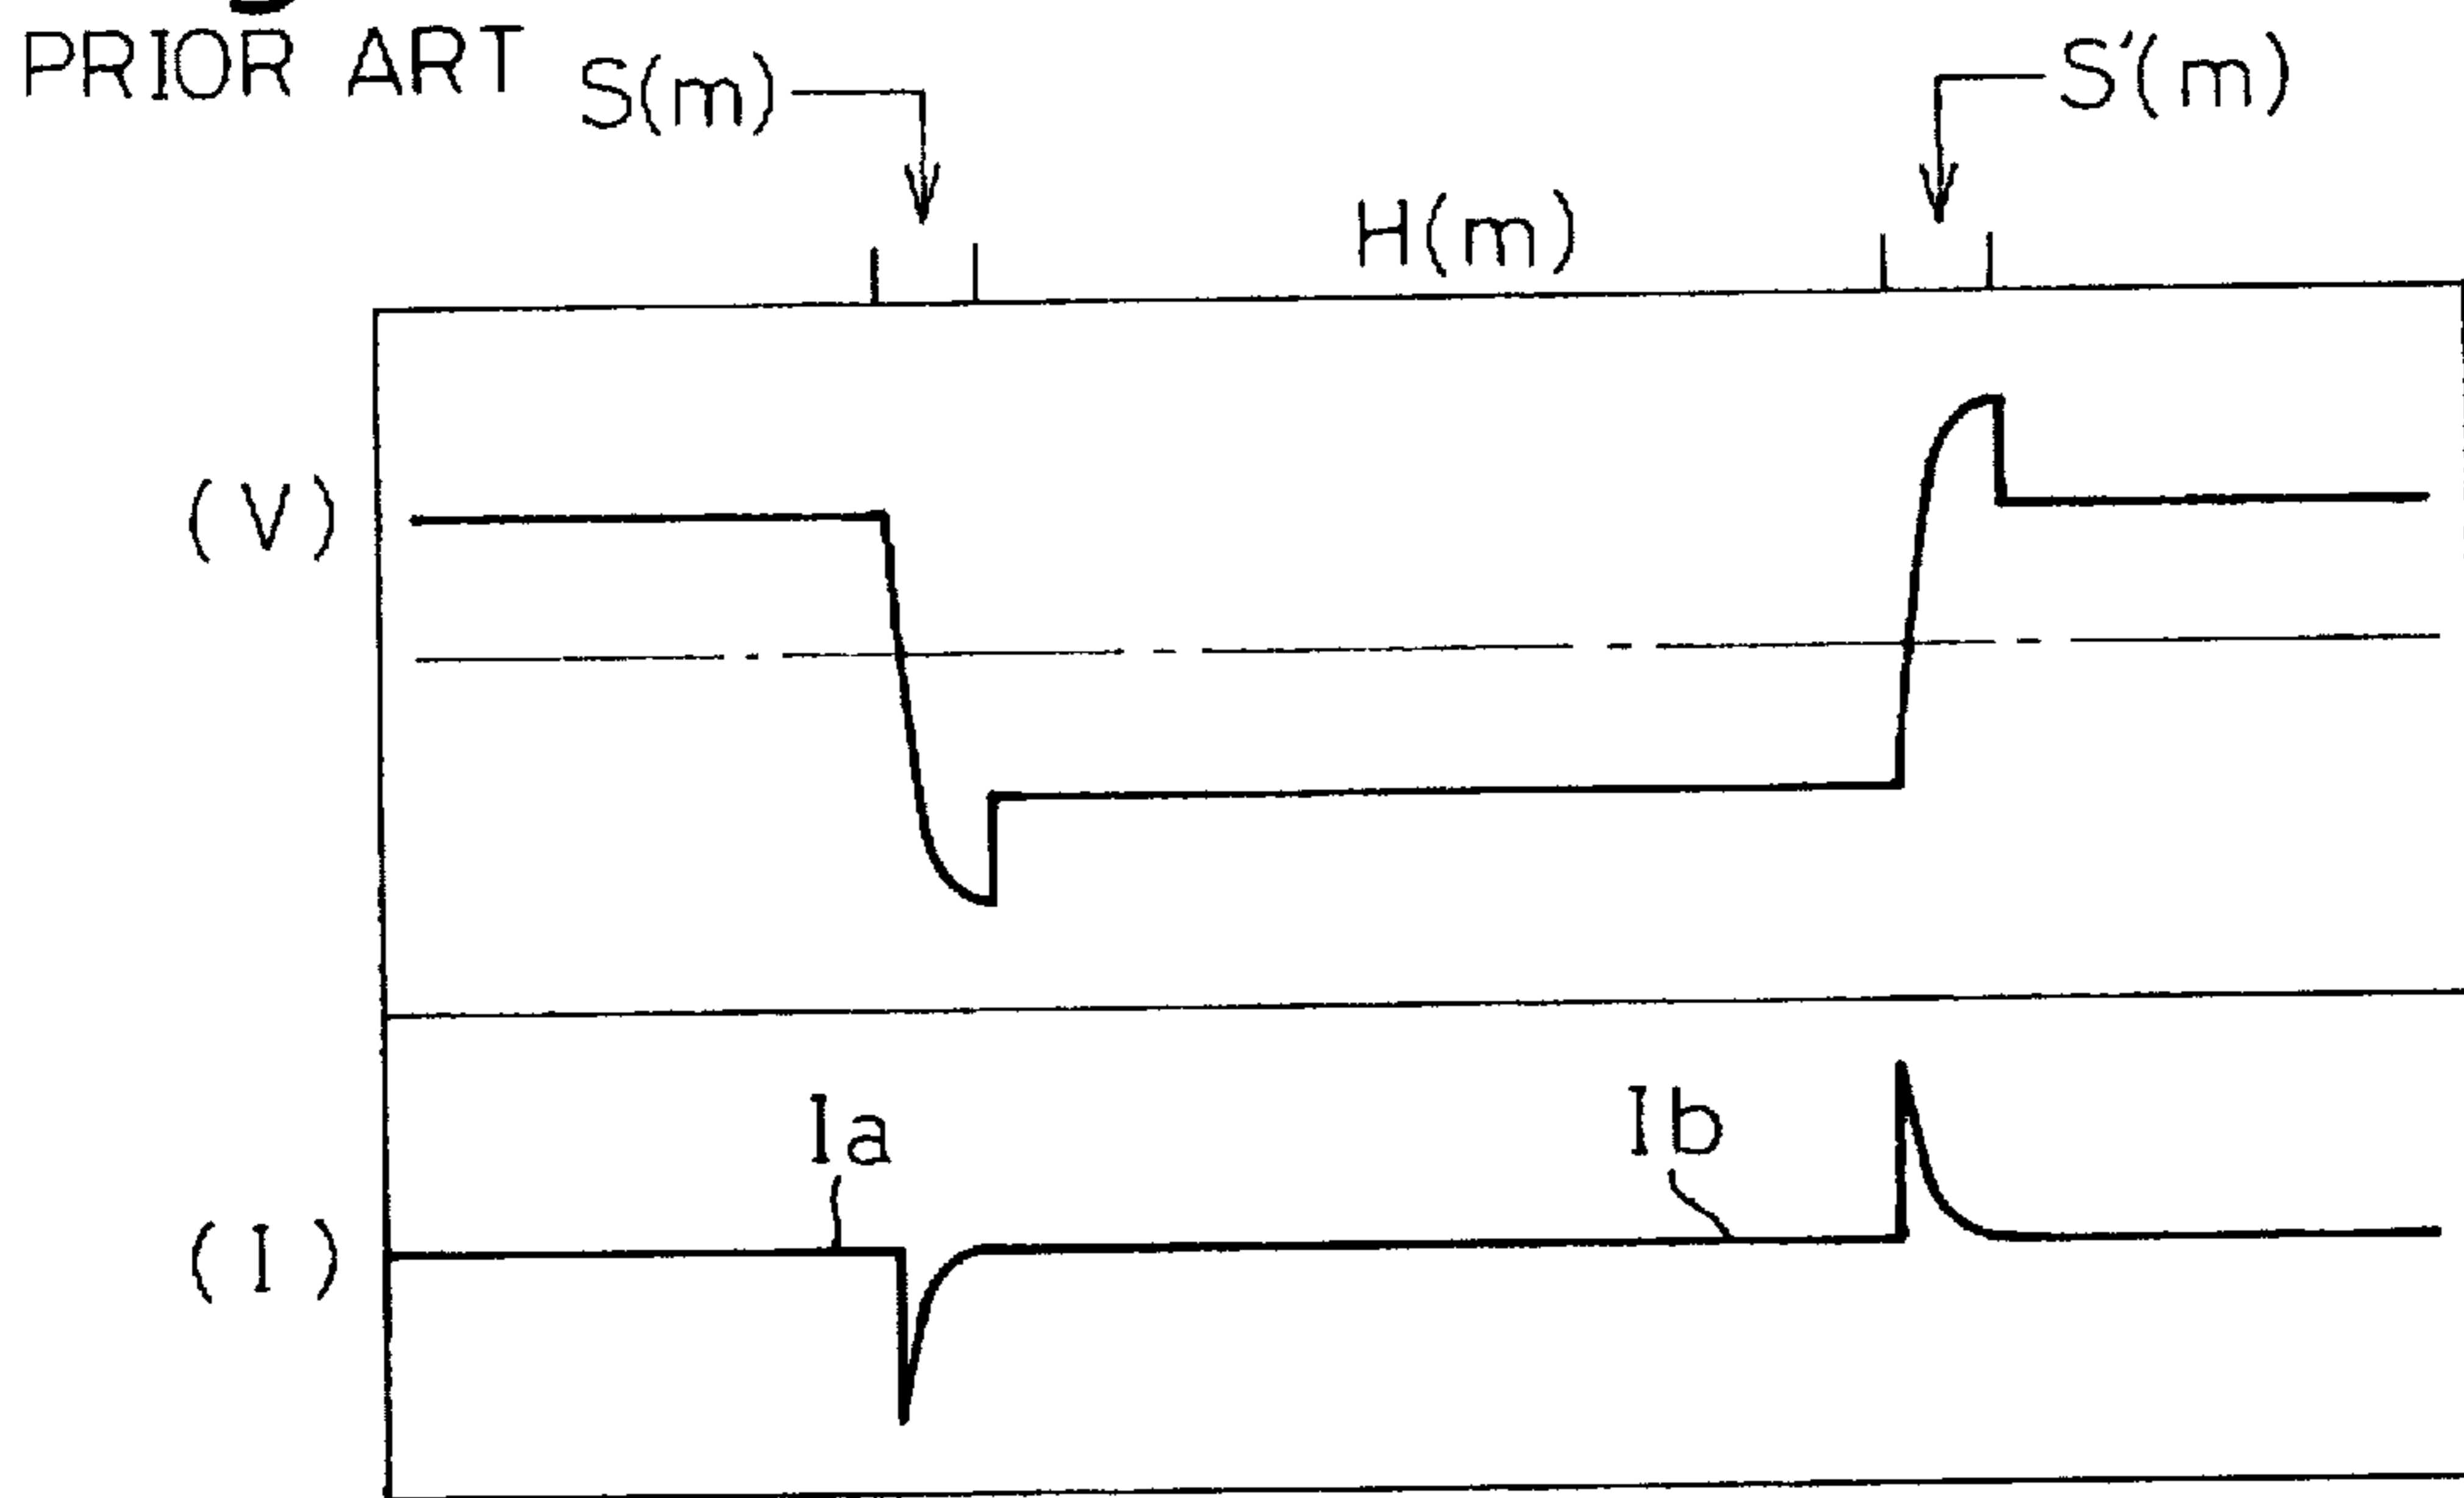 PRIOR ART
S(m)
S′(m)
H(m)
(V)
Ia
Ib
(I)